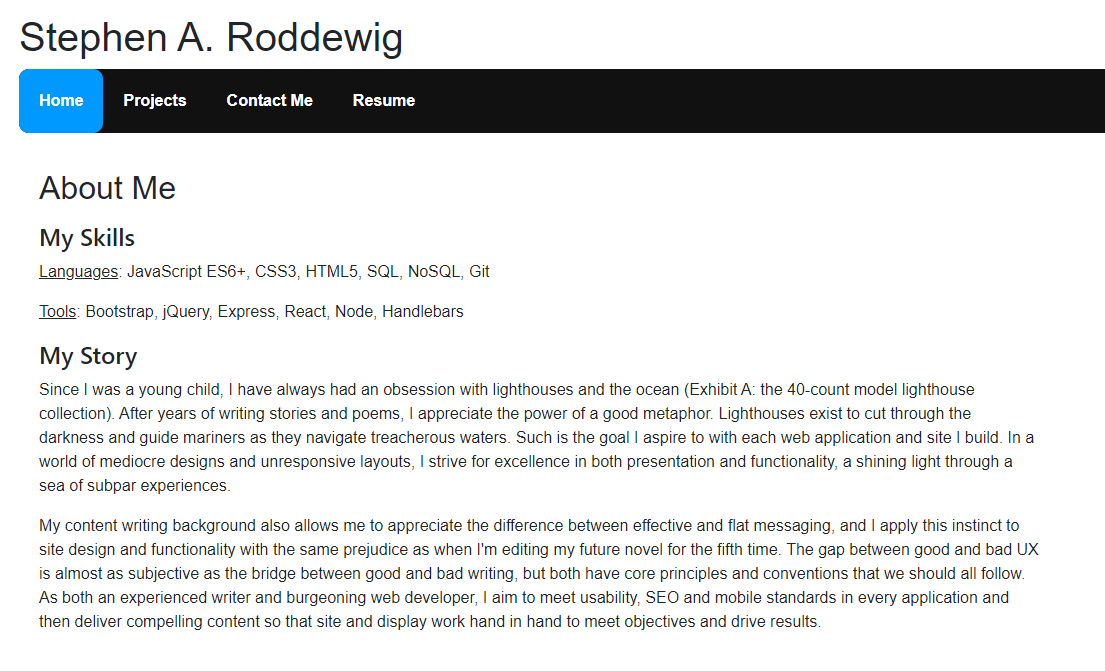 Stephen A. Roddewig
Home Projects Contact Me Resume
About Me
My Skills
Languages: JavaScript ES6+, CSS3, HTML5, SQL, NoSQL, Git
Tools: Bootstrap, jQuery, Express, React, Node, Handlebars
My Story
Since I was a young child, I have always had an obsession with lighthouses and the ocean (Exhibit A: the 40-count model lighthouse
collection). After years of writing stories and poems, I appreciate the power of a good metaphor. Lighthouses exist to cut through the
darkness and guide mariners as they navigate treacherous waters. Such is the goal I aspire to with each web application and site I build. In a
world of mediocre designs and unresponsive layouts, I strive for excellence in both presentation and functionality, a shining light through a
sea of subpar experiences.
My content writing background also allows me to appreciate the difference between effective and flat messaging, and I apply this instinct to
site design and functionality with the same prejudice as when I'm editing my future novel for the fifth time. The gap between good and bad UX
is almost as subjective as the bridge between good and bad writing, but both have core principles and conventions that we should all follow.
As both an experienced writer and burgeoning web developer, I aim to meet usability, SEO and mobile standards in every application and
then deliver compelling content so that site and display work hand in hand to meet objectives and drive results.